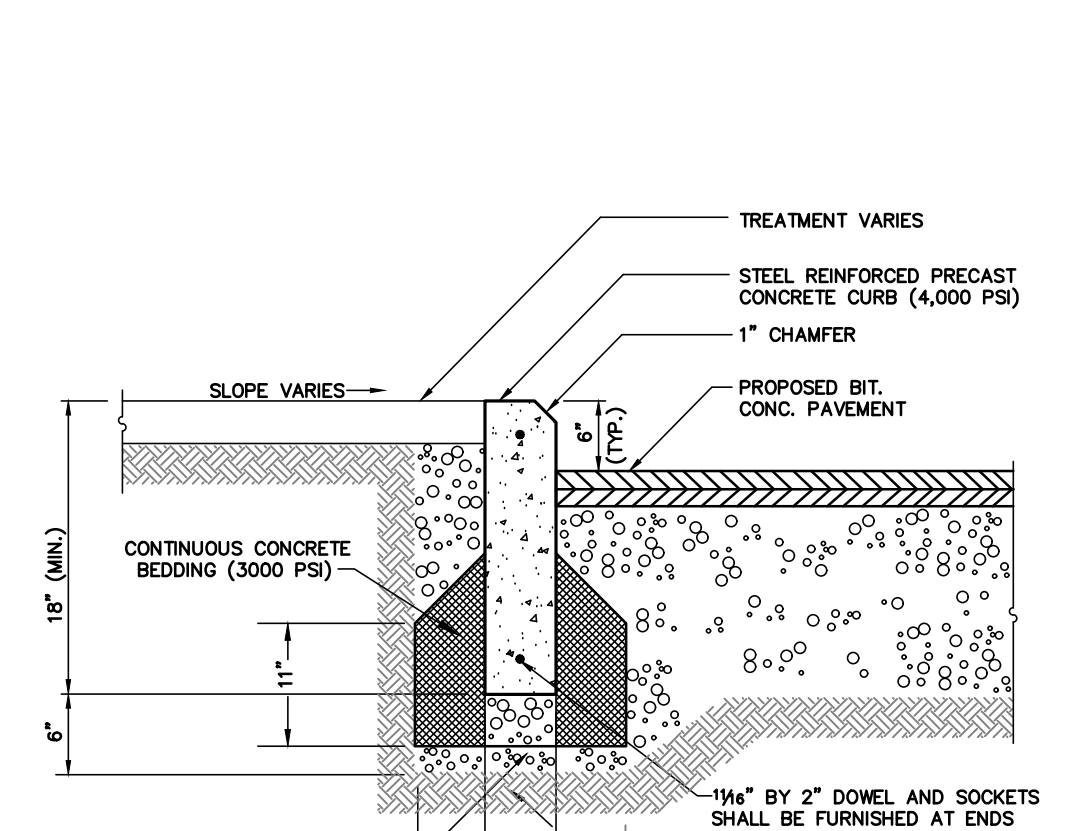 TREATMENT VARIES
STEEL REINFORCED PRECAST
CONCRETE CURB (4,000 PSI)
1" CHAMFER
SLOPE VARIES
PROPOSED BIT.
CONC. PAVEMENT
6"
(TYP.)
CONTINUOUS CONCRETE
BEDDING (3000 PSI)
18" (MIN.)
11"
6"
11/16" BY 2" DOWEL AND SOCKETS
SHALL BE FURNISHED AT ENDS